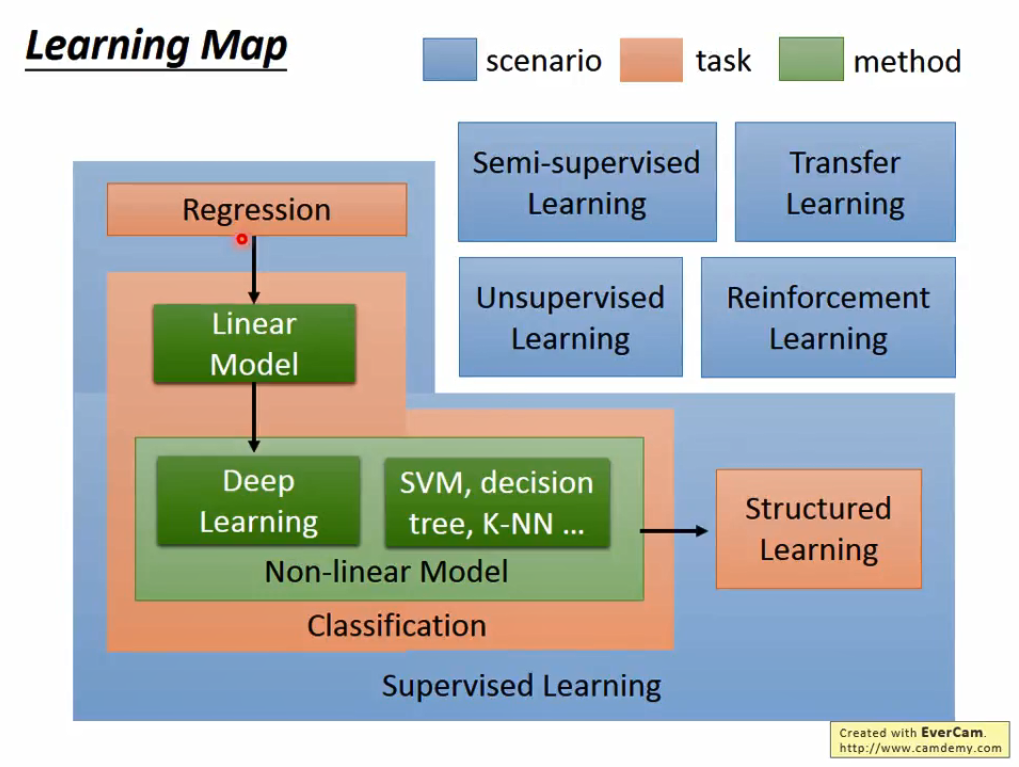 Learning Map
scenario
task
method
Semi-supervised
Learning
Transfer
Learning
Regression
Unsupervised
Learning
Reinforcement
Learning
Linear
Model
Deep
Learning
SVM, decision
tree, K-NN ...
Non-linear Model
Structured
Learning
Classification
Supervised Learning
Created with EverCam.
http://www.camdemy.com